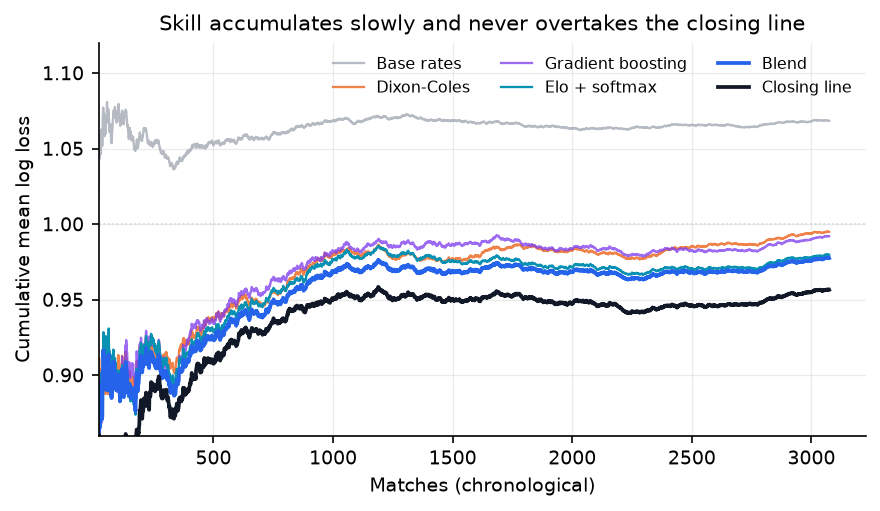 Skill accumulates slowly and never overtakes the closing line
Base rates
Dixon-Coles
Gradient boosting
Elo + softmax
Blend
Closing line
Cumulative mean log loss
1.10
1.05
1.00
0.95
0.90
500 1000 1500 2000 2500 3000
Matches (chronological)